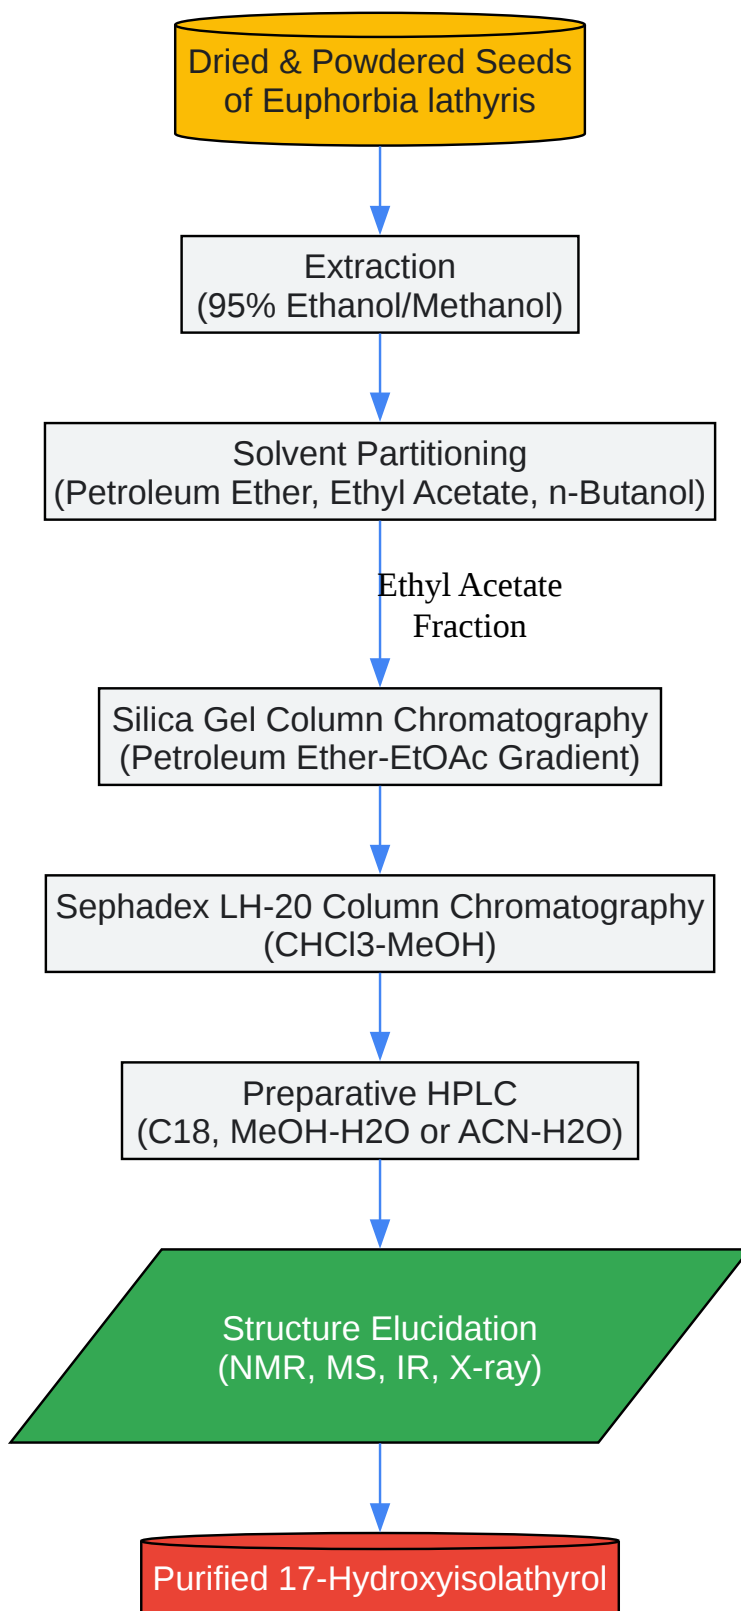 Dried & Powdered Seeds
of Euphorbia lathyris
Extraction
(95% Ethanol/Methanol)
Solvent Partitioning
(Petroleum Ether, Ethyl Acetate, n-Butanol)
Ethyl Acetate
Fraction
Silica Gel Column Chromatography
(Petroleum Ether-EtOAc Gradient)
Sephadex LH-20 Column Chromatography
(CHCl3-MeOH)
Preparative HPLC
(C18, MeOH-H2O or ACN-H2O)
Structure Elucidation
(NMR, MS, IR, X-ray)
Purified 17-Hydroxyisolathyrol